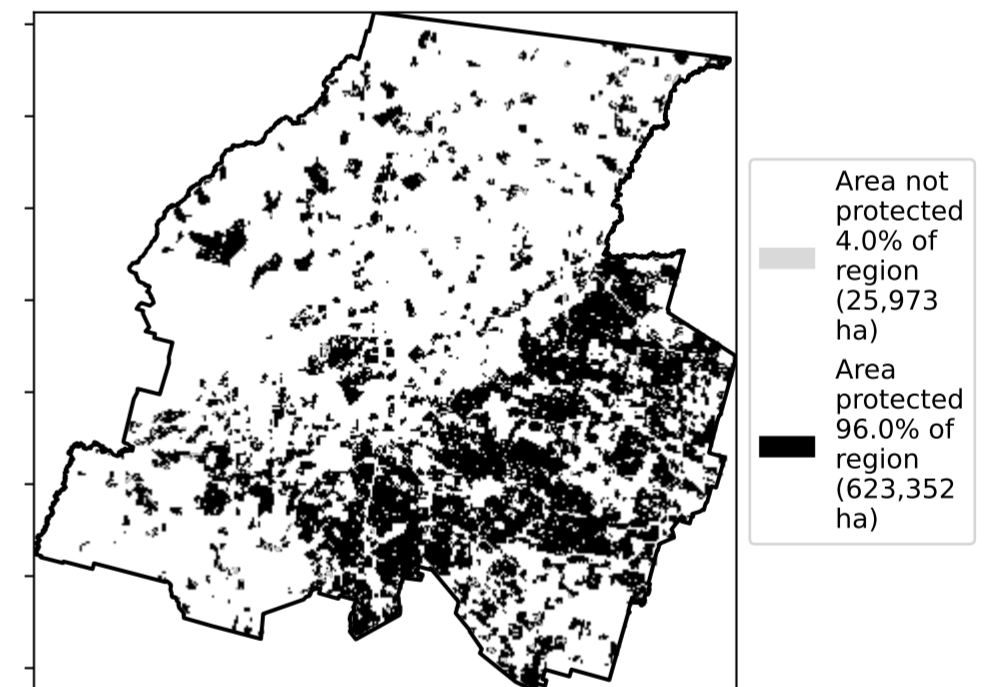 Area not
protected
4.0% of
region
(25,973
ha)
Area
protected
96.0% of
region
(623,352
ha)